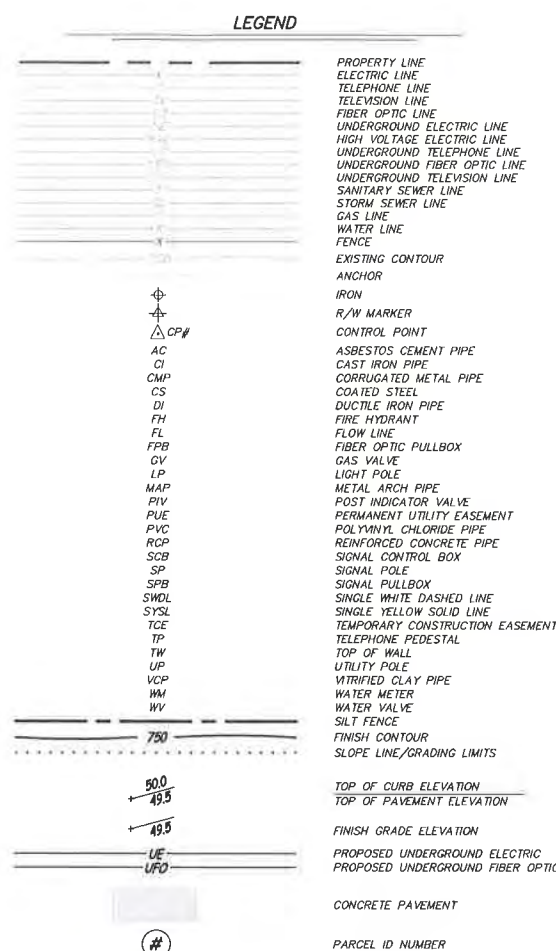 LEGEND
PROPERTY LINE
ELECTRIC LINE
TELEPHONE LINE
TELEVISION LINE
FIBER OPTIC LINE
UNDERGROUND ELECTRIC LINE
HIGH VOLTAGE ELECTRIC LINE
UNDERGROUND TELEPHONE LINE
UNDERGROUND FIBER OPTIC LINE
UNDERGROUND TELEVISION LINE
SANITARY SEWER LINE
STORM SEWER LINE
GAS LINE
WATER LINE
X FENCE
EXISTING CONTOUR
ANCHOR
IRON
R/W MARKER
CP# CONTROL POINT
AC ASBESTOS CEMENT PIPE
CI CAST IRON PIPE
CMP CORRUGATED METAL PIPE
CS COATED STEEL
DI DUCTILE IRON PIPE
FH FIRE HYDRANT
FL FLOW LINE
FPB FIBER OPTIC PULLBOX
GV GAS VALVE
LP LIGHT POLE
MAP METAL ARCH PIPE
PIV POST INDICATOR VALVE
PUE PERMANENT UTILITY EASEMENT
PVC POLYVINYL CHLORIDE PIPE
RCP REINFORCED CONCRETE PIPE
SCB SIGNAL CONTROL BOX
SP SIGNAL POLE
SPB SIGNAL PULLBOX
SWDL SINGLE WHITE DASHED LINE
SYSL SINGLE YELLOW SOLID LINE
TCE TEMPORARY CONSTRUCTION EASEMENT
TP TELEPHONE PEDESTAL
TW TOP OF WALL
UP UTILITY POLE
VCP VITRIFIED CLAY PIPE
WM WATER METER
WV WATER VALVE
SILT FENCE
750 FINISH CONTOUR
SLOPE LINE/GRADING LIMITS
50.0 TOP OF CURB ELEVATION
49.5 TOP OF PAVEMENT ELEVATION
49.5 FINISH GRADE ELEVATION
UE PROPOSED UNDERGROUND ELECTRIC
UFO PROPOSED UNDERGROUND FIBER OPTIC
CONCRETE PAVEMENT
# PARCEL ID NUMBER